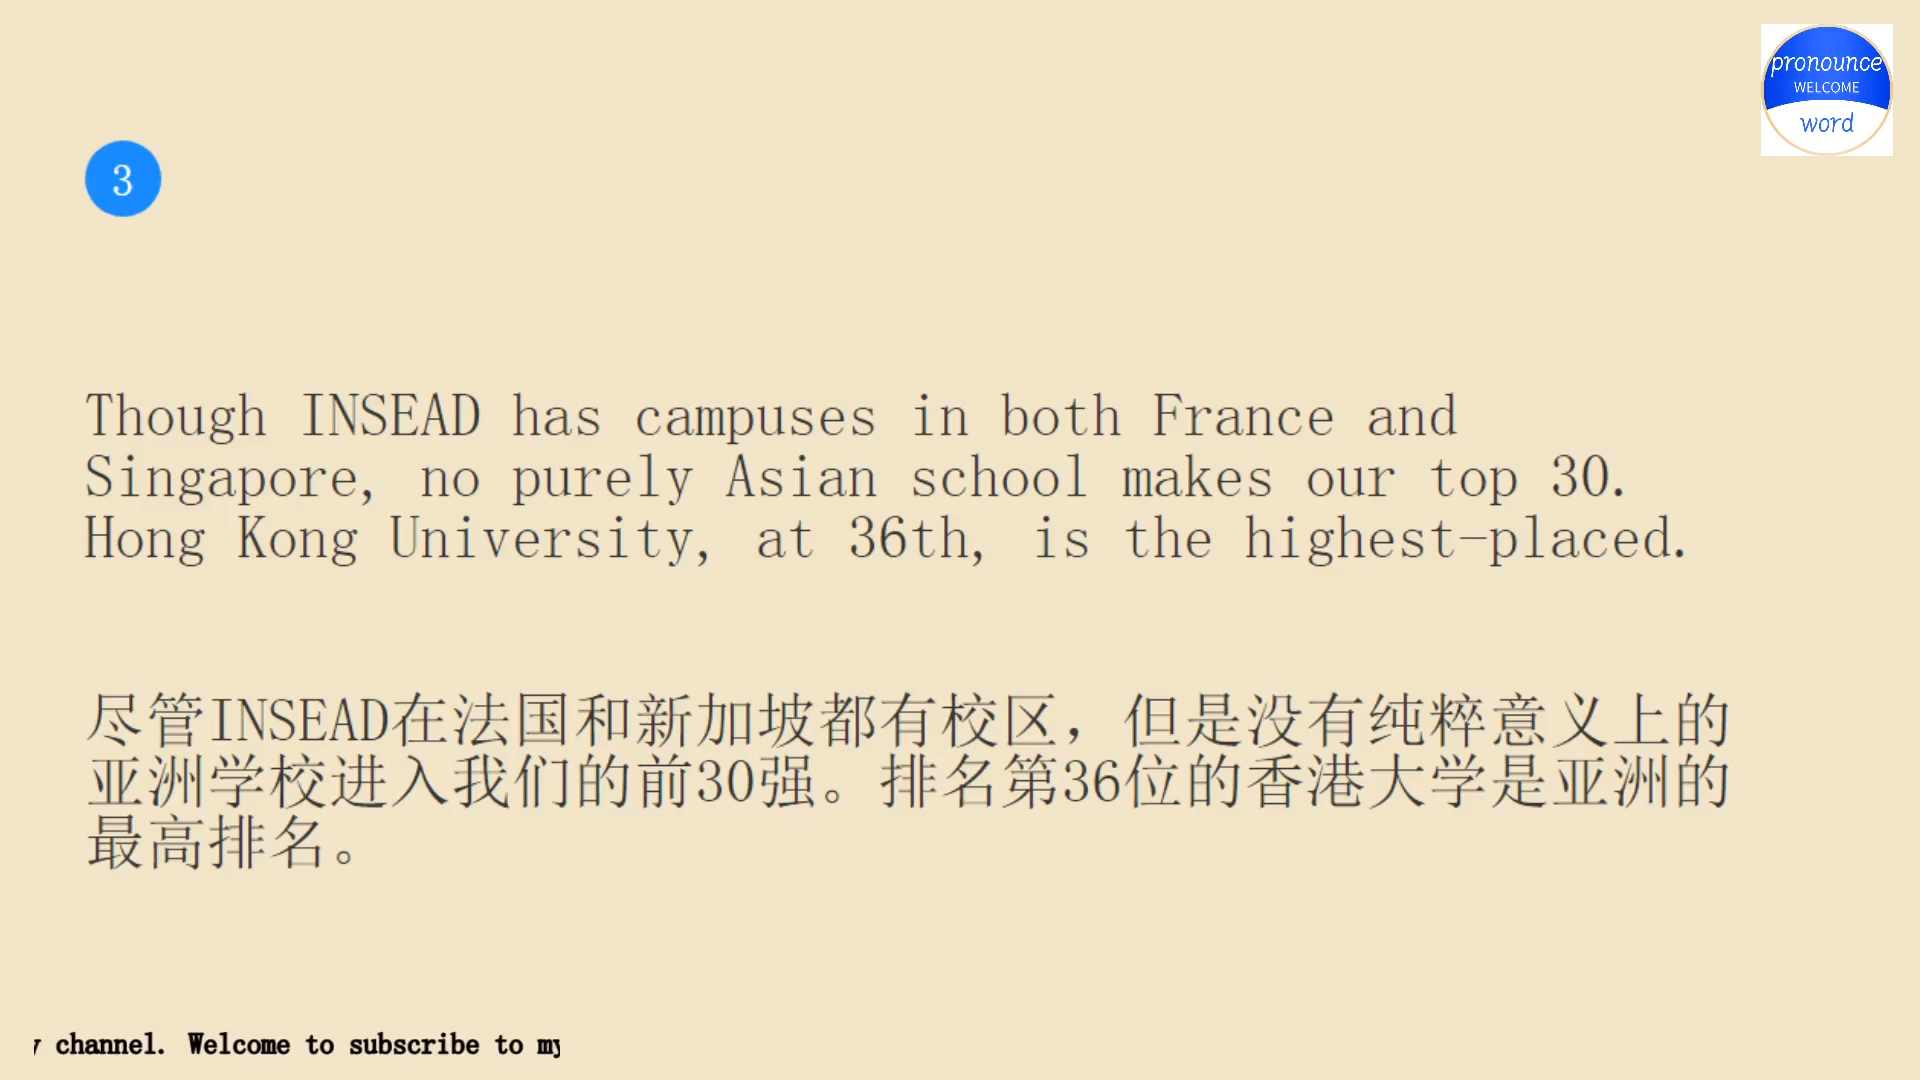 pronounce
WELCOME
word
3
Though INSEAD has campuses in both France and
Singapore, no purely Asian school makes our top 30.
Hong Kong University, at 36th, is the highest-placed.
尽管INSEAD在法国和新加坡都有校区，但是没有纯粹意义上的
亚洲学校进入我们的前30强。排名第36位的香港大学是亚洲的
最高排名。
channel. Welcome to subscribe to my